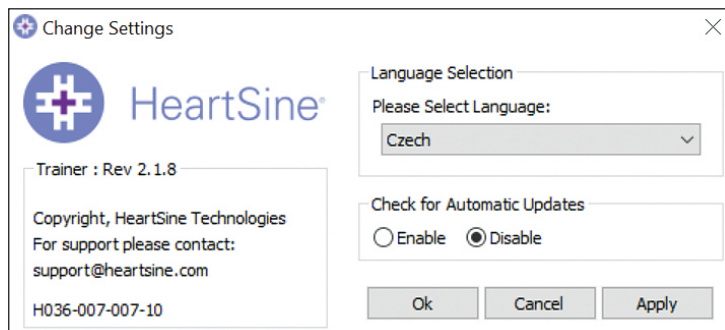 Change Settings
HeartSine®
Trainer : Rev 2.1.8
Copyright, HeartSine Technologies
For support please contact:
support@heartsine.com
H036-007-007-10
Language Selection
Please Select Language:
Czech
Check for Automatic Updates
Enable Disable
Ok Cancel Apply